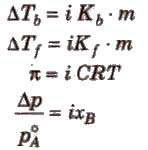 ΔT_b = i K_b · m
ΔT_f = iK_f · m
π = i CRT
Δp / p°_A = ix_B